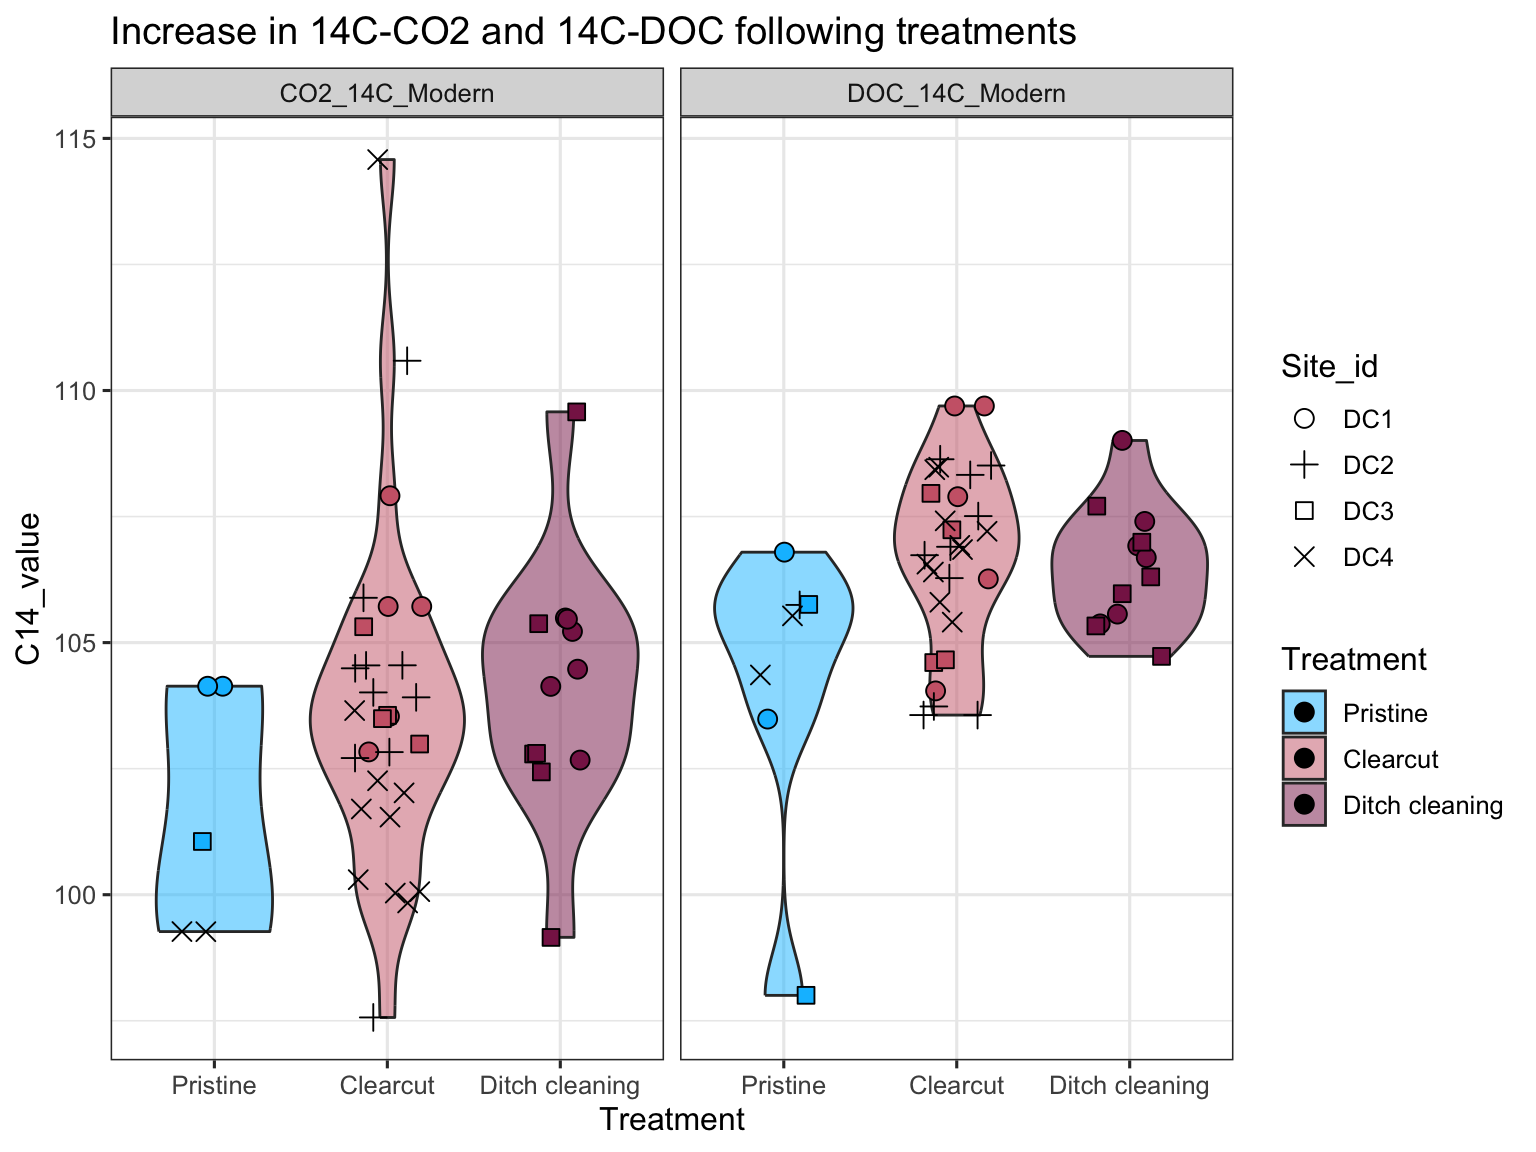 Increase in 14C-CO2 and 14C-DOC following treatments
CO2_14C_Modern
DOC_14C_Modern
115
110
105
100
C14_value
Pristine
Clearcut
Ditch cleaning
Pristine
Clearcut
Ditch cleaning
Treatment
Site_id
DC1
DC2
DC3
DC4
Treatment
Pristine
Clearcut
Ditch cleaning